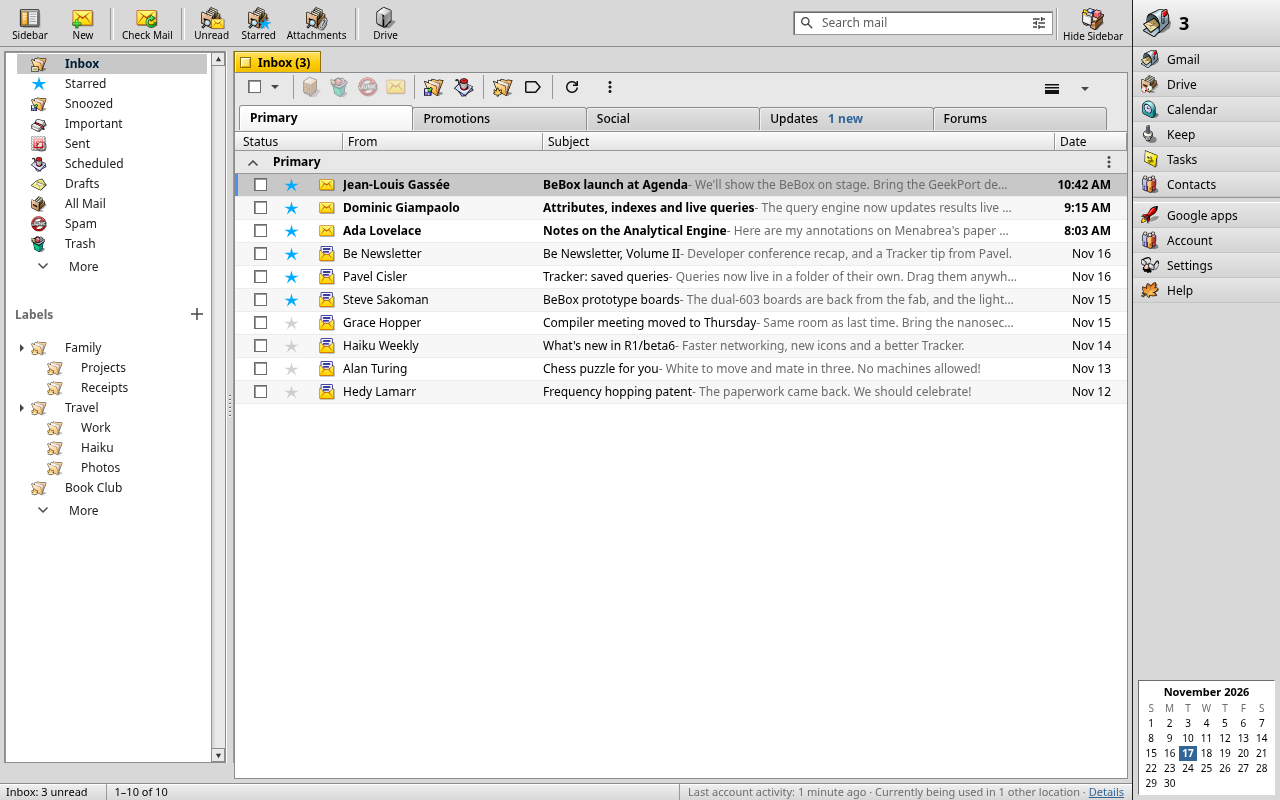 Sidebar
New
Check Mail
Unread
Starred
Attachments
Drive
Search mail
Hide Sidebar
3
Inbox
Starred
Snoozed
Important
Sent
Scheduled
Drafts
All Mail
Spam
Trash
More
Labels
Family
Projects
Receipts
Travel
Work
Haiku
Photos
Book Club
More
Inbox (3)
Primary
Promotions
Social
Updates 1 new
Forums
Status From Subject Date
Primary
Jean-Louis Gassée BeBox launch at Agenda - We'll show the BeBox on stage. Bring the GeekPort de... 10:42 AM
Dominic Giampaolo Attributes, indexes and live queries - The query engine now updates results live ... 9:15 AM
Ada Lovelace Notes on the Analytical Engine - Here are my annotations on Menabrea's paper ... 8:03 AM
Be Newsletter Be Newsletter, Volume II - Developer conference recap, and a Tracker tip from Pavel. Nov 16
Pavel Cisler Tracker: saved queries - Queries now live in a folder of their own. Drag them anywh... Nov 16
Steve Sakoman BeBox prototype boards - The dual-603 boards are back from the fab, and the light... Nov 15
Grace Hopper Compiler meeting moved to Thursday - Same room as last time. Bring the nanosec... Nov 15
Haiku Weekly What's new in R1/beta6 - Faster networking, new icons and a better Tracker. Nov 14
Alan Turing Chess puzzle for you - White to move and mate in three. No machines allowed! Nov 13
Hedy Lamarr Frequency hopping patent - The paperwork came back. We should celebrate! Nov 12
Gmail
Drive
Calendar
Keep
Tasks
Contacts
Google apps
Account
Settings
Help
November 2026
S M T W T F S
1 2 3 4 5 6 7
8 9 10 11 12 13 14
15 16 17 18 19 20 21
22 23 24 25 26 27 28
29 30
Inbox: 3 unread
1–10 of 10
Last account activity: 1 minute ago · Currently being used in 1 other location · Details